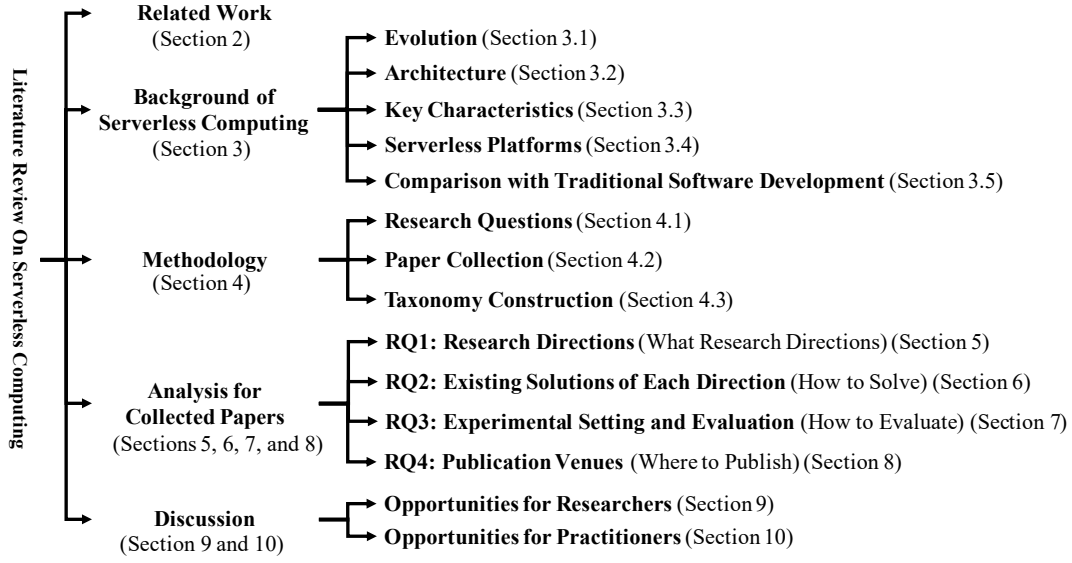 Literature Review On Serverless Computing
Related Work
(Section 2)
Background of
Serverless Computing
(Section 3)
Evolution (Section 3.1)
Architecture (Section 3.2)
Key Characteristics (Section 3.3)
Serverless Platforms (Section 3.4)
Comparison with Traditional Software Development (Section 3.5)
Methodology
(Section 4)
Research Questions (Section 4.1)
Paper Collection (Section 4.2)
Taxonomy Construction (Section 4.3)
Analysis for
Collected Papers
(Sections 5, 6, 7, and 8)
RQ1: Research Directions (What Research Directions) (Section 5)
RQ2: Existing Solutions of Each Direction (How to Solve) (Section 6)
RQ3: Experimental Setting and Evaluation (How to Evaluate) (Section 7)
RQ4: Publication Venues (Where to Publish) (Section 8)
Discussion
(Section 9 and 10)
Opportunities for Researchers (Section 9)
Opportunities for Practitioners (Section 10)